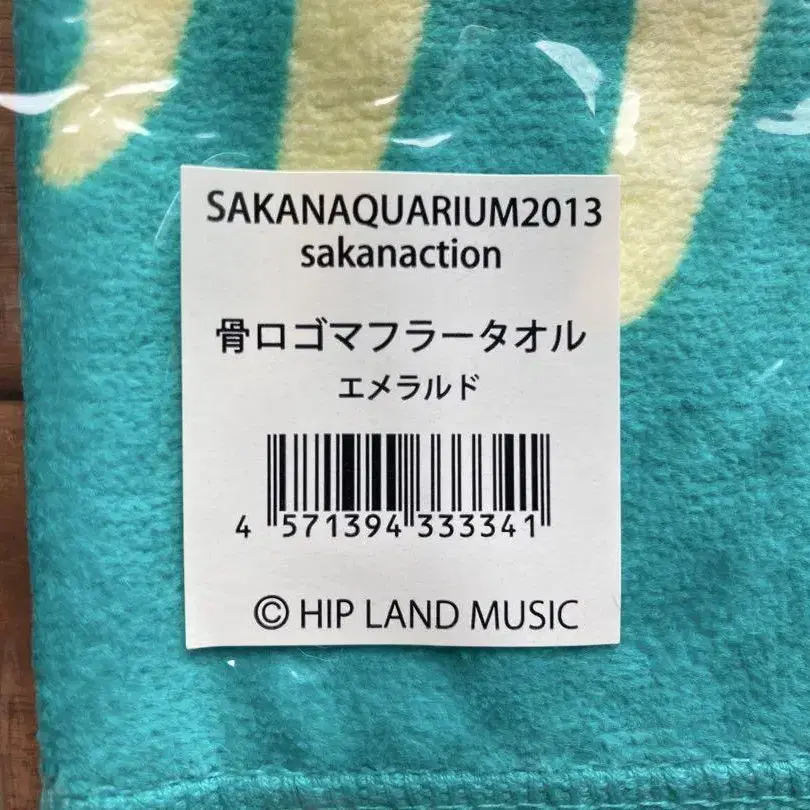 SAKANAQUARIUM2013
sakanaction
骨ロゴマフラータオル
エメラルド
4 571394 333341
© HIP LAND MUSIC